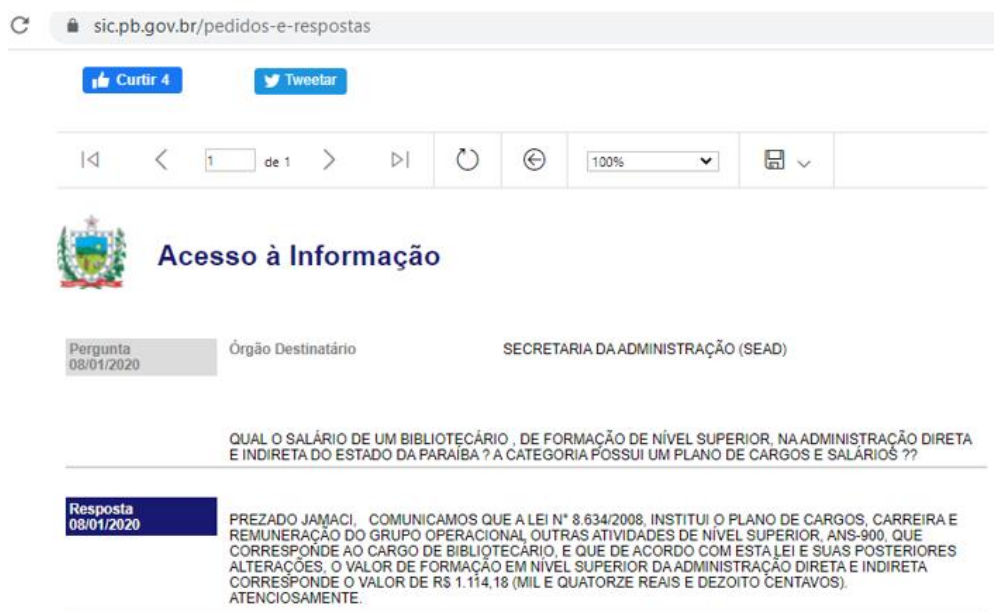 sic.pb.gov.br/pedidos-e-respostas
Curtir 4
Tweetar
1 de 1
100%
Acesso à Informação
Pergunta
08/01/2020
Órgão Destinatário
SECRETARIA DA ADMINISTRAÇÃO (SEAD)
QUAL O SALÁRIO DE UM BIBLIOTECÁRIO , DE FORMAÇÃO DE NÍVEL SUPERIOR, NA ADMINISTRAÇÃO DIRETA
E INDIRETA DO ESTADO DA PARAÍBA ? A CATEGORIA POSSUI UM PLANO DE CARGOS E SALÁRIOS ??
Resposta
08/01/2020
PREZADO JAMACI, COMUNICAMOS QUE A LEI N° 8.634/2008, INSTITUI O PLANO DE CARGOS, CARREIRA E
REMUNERAÇÃO DO GRUPO OPERACIONAL OUTRAS ATIVIDADES DE NÍVEL SUPERIOR, ANS-900, QUE
CORRESPONDE AO CARGO DE BIBLIOTECÁRIO, E QUE DE ACORDO COM ESTA LEI E SUAS POSTERIORES
ALTERAÇÕES, O VALOR DE FORMAÇÃO EM NÍVEL SUPERIOR DA ADMINISTRAÇÃO DIRETA E INDIRETA
CORRESPONDE O VALOR DE R$ 1.114,18 (MIL E QUATORZE REAIS E DEZOITO CENTAVOS).
ATENCIOSAMENTE.